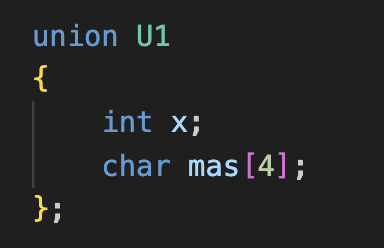 union U1
{
    int x;
    char mas[4];
};